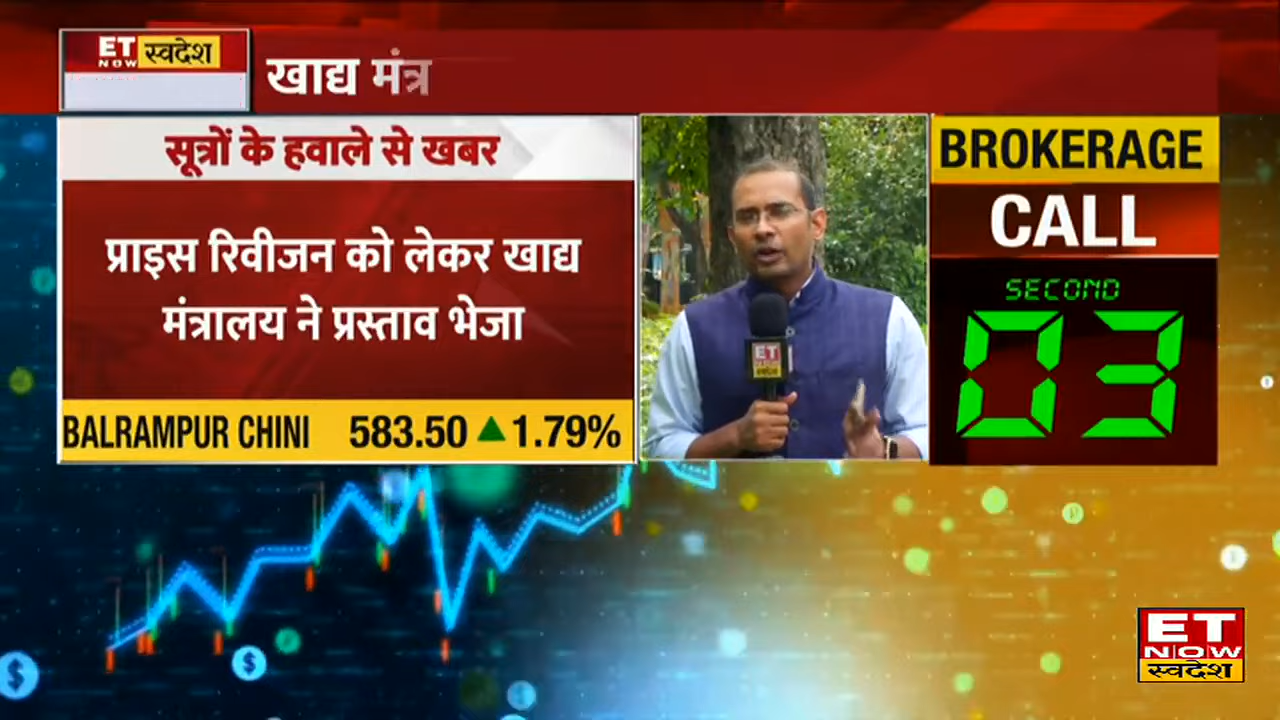 ET
NOW
स्वदेश
खाद्य मंत्र
सूत्रों के हवाले से खबर
प्राइस रिवीजन को लेकर खाद्य
मंत्रालय ने प्रस्ताव भेजा
BALRAMPUR CHINI 583.50 ▲ 1.79%
ET
NOW
स्वदेश
BROKERAGE
CALL
SECOND
03
ET
NOW
स्वदेश